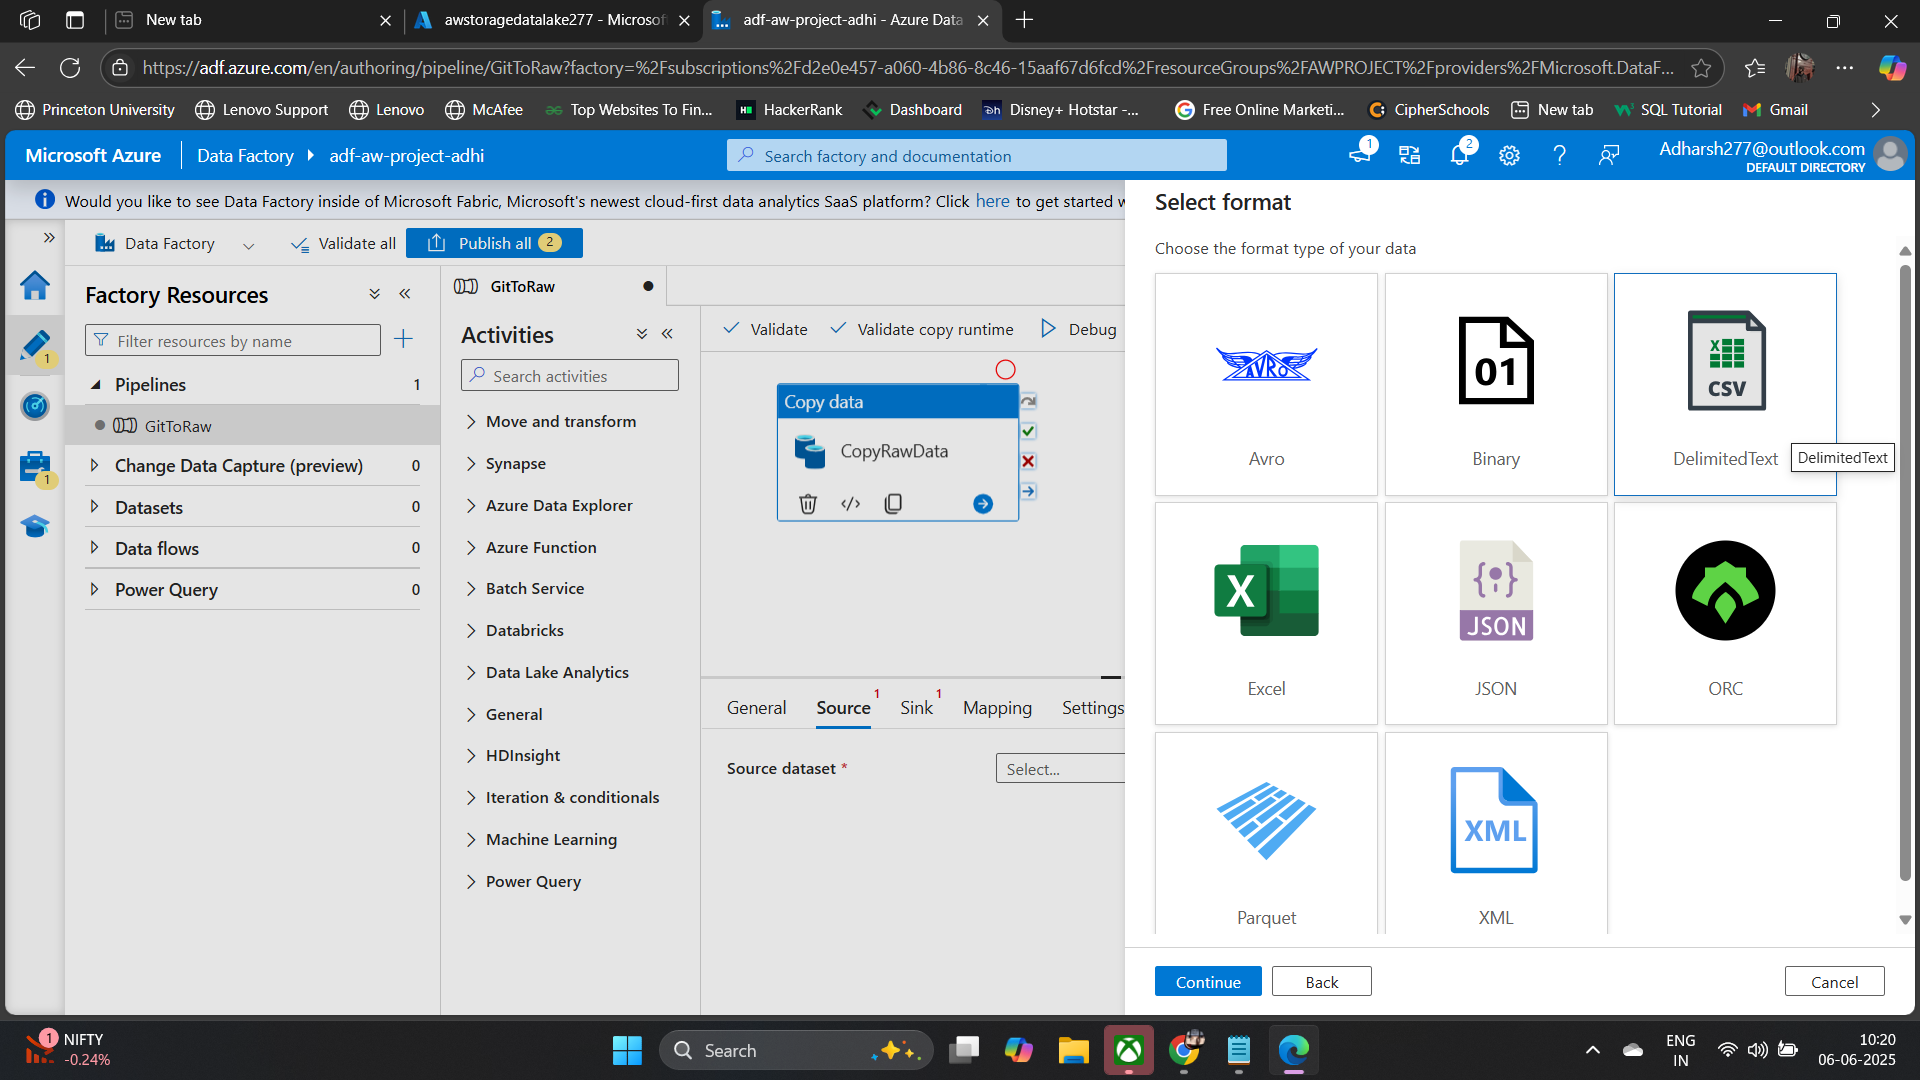 New tab
awstoragedatalake277 - Microsof
adf-aw-project-adhi - Azure Data
https://adf.azure.com/en/authoring/pipeline/GitToRaw?factory=%2Fsubscriptions%2Fd2e0e457-a060-4b86-8c46-15aaf67d6fcd%2FresourceGroups%2FAWPROJECT%2Fproviders%2FMicrosoft.DataF...
Princeton University
Lenovo Support
Lenovo
McAfee
Top Websites To Fin...
HackerRank
Dashboard
Disney+ Hotstar -...
Free Online Marketi...
CipherSchools
New tab
SQL Tutorial
Gmail
Microsoft Azure
Data Factory
adf-aw-project-adhi
Search factory and documentation
1
2
Adharsh277@outlook.com
DEFAULT DIRECTORY
Would you like to see Data Factory inside of Microsoft Fabric, Microsoft's newest cloud-first data analytics SaaS platform? Click here to get started w
Data Factory
Validate all
Publish all 2
1
1
Factory Resources
Filter resources by name
Pipelines 1
GitToRaw
Change Data Capture (preview) 0
Datasets 0
Data flows 0
Power Query 0
GitToRaw
Activities
Search activities
Move and transform
Synapse
Azure Data Explorer
Azure Function
Batch Service
Databricks
Data Lake Analytics
General
HDInsight
Iteration & conditionals
Machine Learning
Power Query
Validate
Validate copy runtime
Debug
Copy data
CopyRawData
General
Source 1
Sink 1
Mapping
Settings
Source dataset *
Select...
Select format
Choose the format type of your data
AVRO
Avro
01
Binary
X
CSV
DelimitedText
DelimitedText
X
Excel
JSON
JSON
ORC
Parquet
XML
XML
Continue
Back
Cancel
1
NIFTY
-0.24%
Search
ENG
IN
10:20
06-06-2025